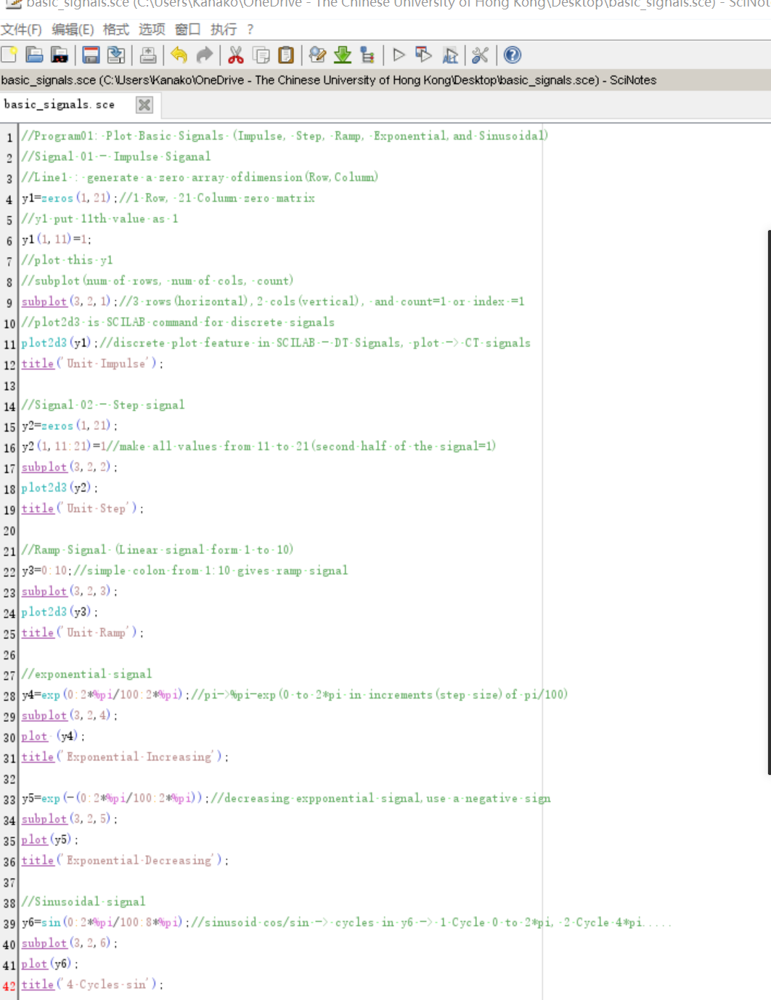 basic_signals.sce (C:\Users\Kanako\OneDrive - The Chinese University of Hong Kong\Desktop\basic_signals.sce) - SciNot
文件(F) 编辑(E) 格式 选项 窗口 执行 ?
basic_signals.sce (C:\Users\Kanako\OneDrive - The Chinese University of Hong Kong\Desktop\basic_signals.sce) - SciNotes
basic_signals.sce
1 //Program01: Plot Basic Signals (Impulse, Step, Ramp, Exponential,and Sinusoidal)
2 //Signal 01 - Impulse Siganal
3 //Line1 : generate a zero array ofdimension(Row,Column)
4 y1=zeros(1,21);//1 Row, 21 Column zero matrix
5 //y1 put 11th value as 1
6 y1(1,11)=1;
7 //plot this y1
8 //subplot(num of rows, num of cols, count)
9 subplot(3,2,1);//3 rows(horizontal),2 cols(vertical), and count=1 or index =1
10 //plot2d3 is SCILAB command for discrete signals
11 plot2d3(y1);//discrete plot feature in SCILAB - DT Signals, plot -> CT signals
12 title('Unit Impulse');
13
14 //Signal 02 - Step signal
15 y2=zeros(1,21);
16 y2(1,11:21)=1//make all values from 11 to 21(second half of the signal=1)
17 subplot(3,2,2);
18 plot2d3(y2);
19 title('Unit Step');
20
21 //Ramp Signal (Linear signal form 1 to 10)
22 y3=0:10;//simple colon from 1:10 gives ramp signal
23 subplot(3,2,3);
24 plot2d3(y3);
25 title('Unit Ramp');
26
27 //exponential signal
28 y4=exp(0:2*%pi/100:2*%pi);//pi->%pi-exp(0 to 2*pi in increments(step size)of pi/100)
29 subplot(3,2,4);
30 plot (y4);
31 title('Exponential Increasing');
32
33 y5=exp(-(0:2*%pi/100:2*%pi));//decreasing expponential signal,use a negative sign
34 subplot(3,2,5);
35 plot(y5);
36 title('Exponential Decreasing');
37
38 //Sinusoidal signal
39 y6=sin(0:2*%pi/100:8*%pi);//sinusoid cos/sin -> cycles in y6 -> 1 Cycle 0 to 2*pi, 2 Cycle 4*pi.....
40 subplot(3,2,6);
41 plot(y6);
42 title('4 Cycles sin');